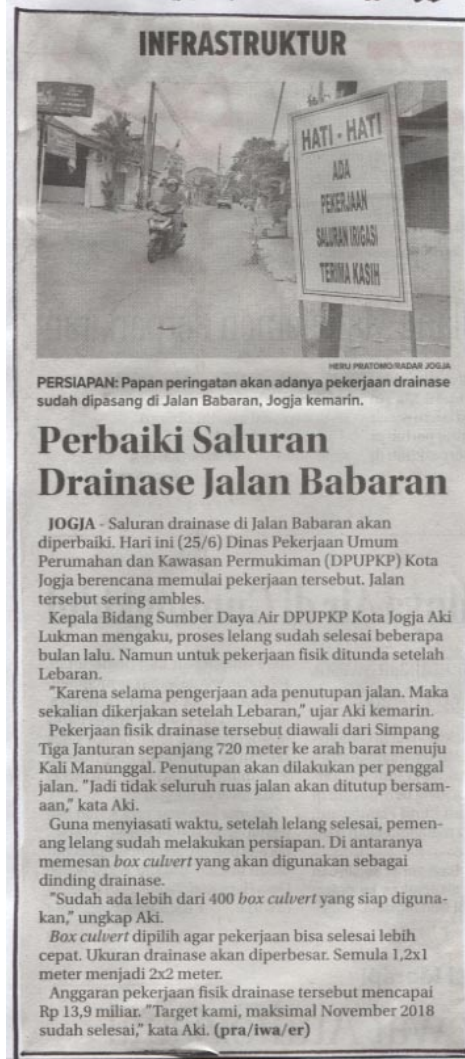 INFRASTRUKTUR
HATI - HATI
ADA
PEKERJAAN
SALURAN IRIGASI
TERIMA KASIH
HERU PRATOMO/RADAR JOGJA
PERSIAPAN: Papan peringatan akan adanya pekerjaan drainase
sudah dipasang di Jalan Babaran, Jogja kemarin.
Perbaiki Saluran
Drainase Jalan Babaran
JOGJA - Saluran drainase di Jalan Babaran akan
diperbaiki. Hari ini (25/6) Dinas Pekerjaan Umum
Perumahan dan Kawasan Permukiman (DPUPKP) Kota
Jogja berencana memulai pekerjaan tersebut. Jalan
tersebut sering ambles.
Kepala Bidang Sumber Daya Air DPUPKP Kota Jogja Aki
Lukman mengaku, proses lelang sudah selesai beberapa
bulan lalu. Namun untuk pekerjaan fisik ditunda setelah
Lebaran.
"Karena selama pengerjaan ada penutupan jalan. Maka
sekalian dikerjakan setelah Lebaran," ujar Aki kemarin.
Pekerjaan fisik drainase tersebut diawali dari Simpang
Tiga Janturan sepanjang 720 meter ke arah barat menuju
Kali Manunggal. Penutupan akan dilakukan per penggal
jalan. "Jadi tidak seluruh ruas jalan akan ditutup bersam-
aan," kata Aki.
Guna menyiasati waktu, setelah lelang selesai, pemen-
ang lelang sudah melakukan persiapan. Di antaranya
memesan box culvert yang akan digunakan sebagai
dinding drainase.
"Sudah ada lebih dari 400 box culvert yang siap diguna-
kan," ungkap Aki.
Box culvert dipilih agar pekerjaan bisa selesai lebih
cepat. Ukuran drainase akan diperbesar. Semula 1,2x1
meter menjadi 2x2 meter.
Anggaran pekerjaan fisik drainase tersebut mencapai
Rp 13,9 miliar. "Target kami, maksimal November 2018
sudah selesai," kata Aki. (pra/iwa/er)